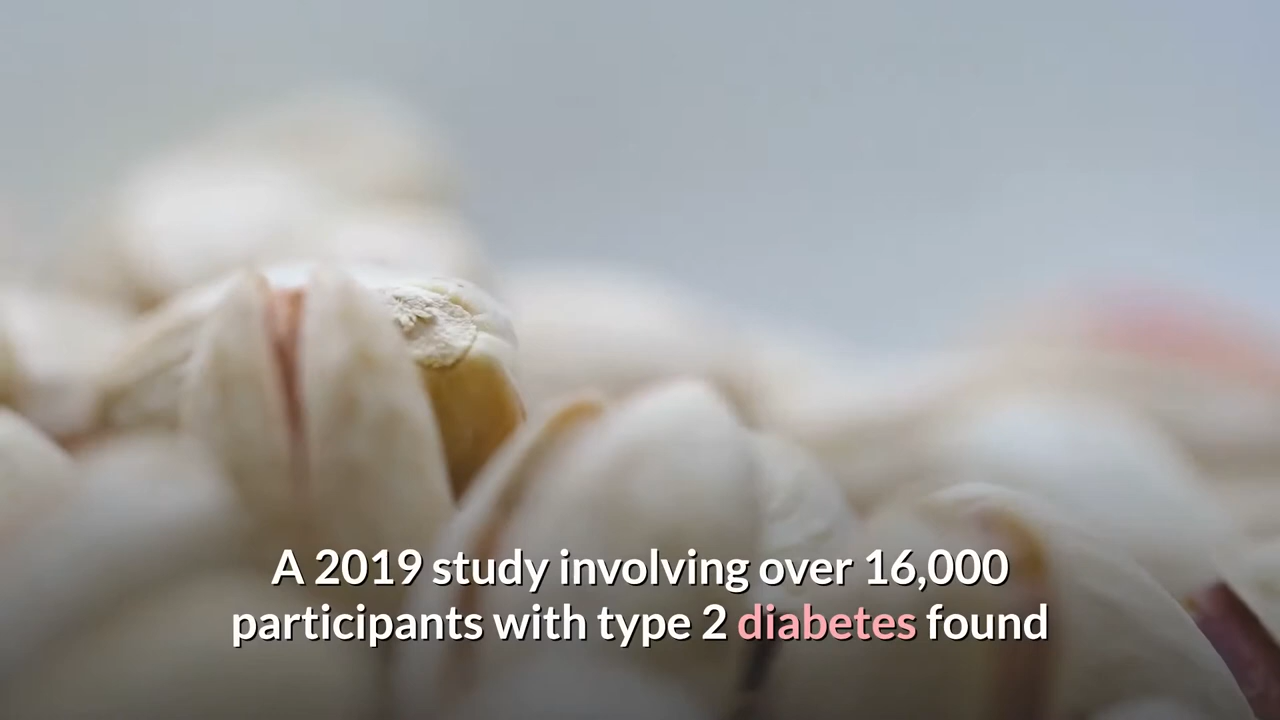 A 2019 study involving over 16,000
participants with type 2 diabetes found